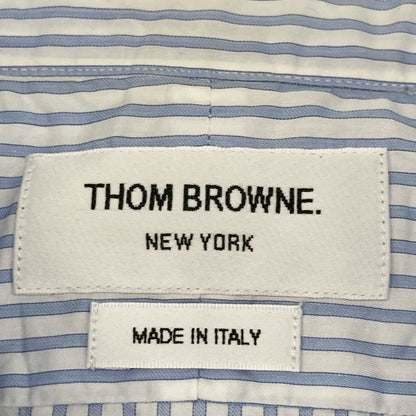 THOM BROWNE.
NEW YORK
MADE IN ITALY